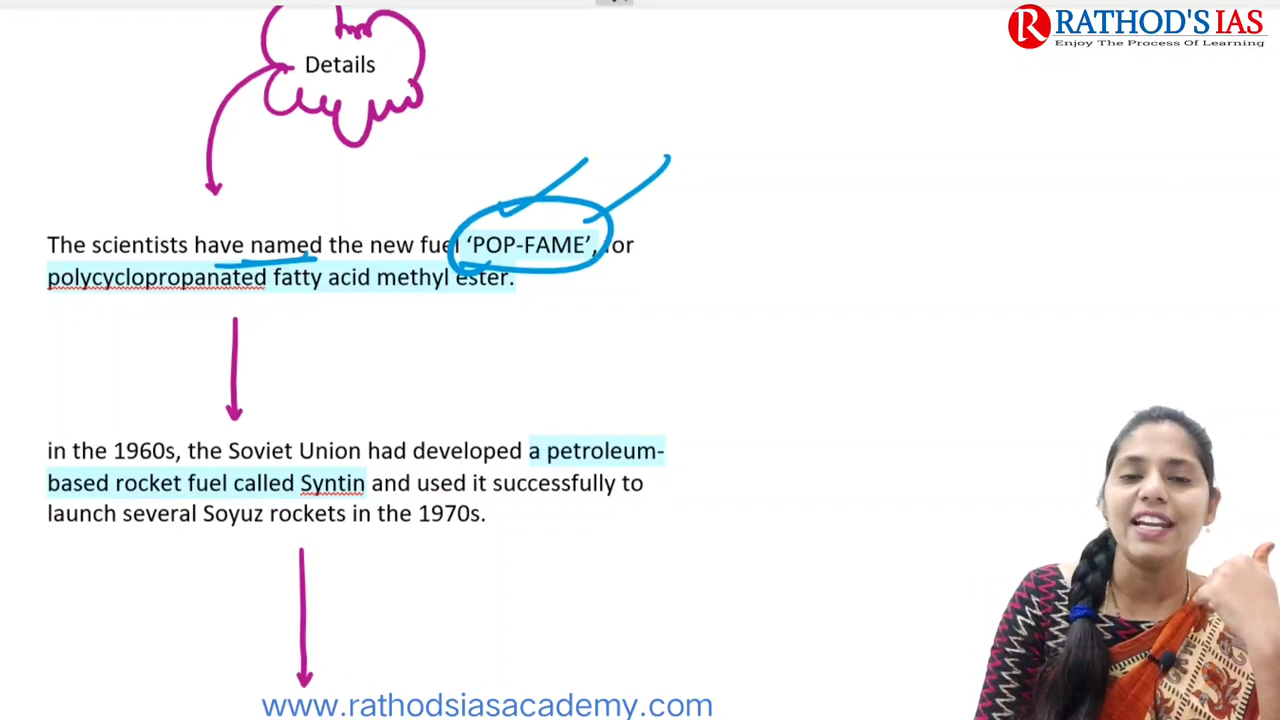 RATHOD'S IAS
Enjoy The Process Of Learning
Details
The scientists have named the new fuel ‘POP-FAME’, for
polycyclopropanated fatty acid methyl ester.
in the 1960s, the Soviet Union had developed a petroleum-
based rocket fuel called Syntin and used it successfully to
launch several Soyuz rockets in the 1970s.
www.rathodsiasacademy.com